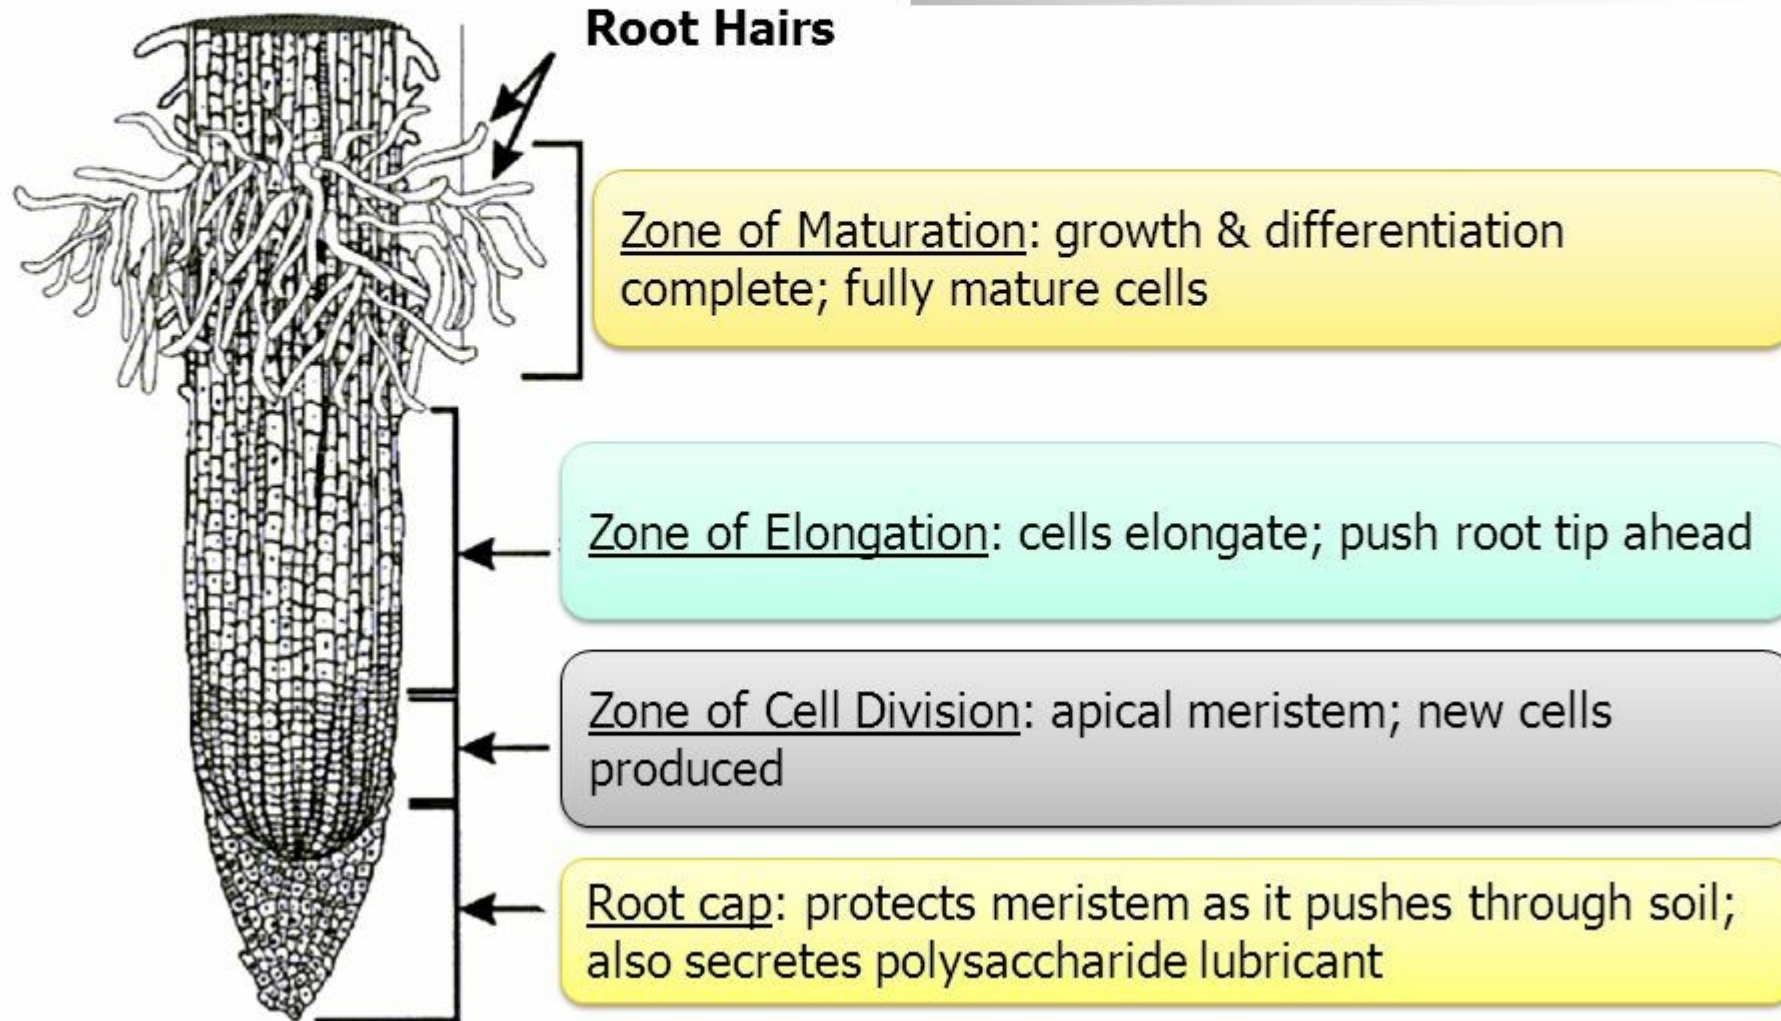 Root Hairs
Zone of Maturation: growth & differentiation
complete; fully mature cells
Zone of Elongation: cells elongate; push root tip ahead
Zone of Cell Division: apical meristem; new cells
produced
Root cap: protects meristem as it pushes through soil;
also secretes polysaccharide lubricant